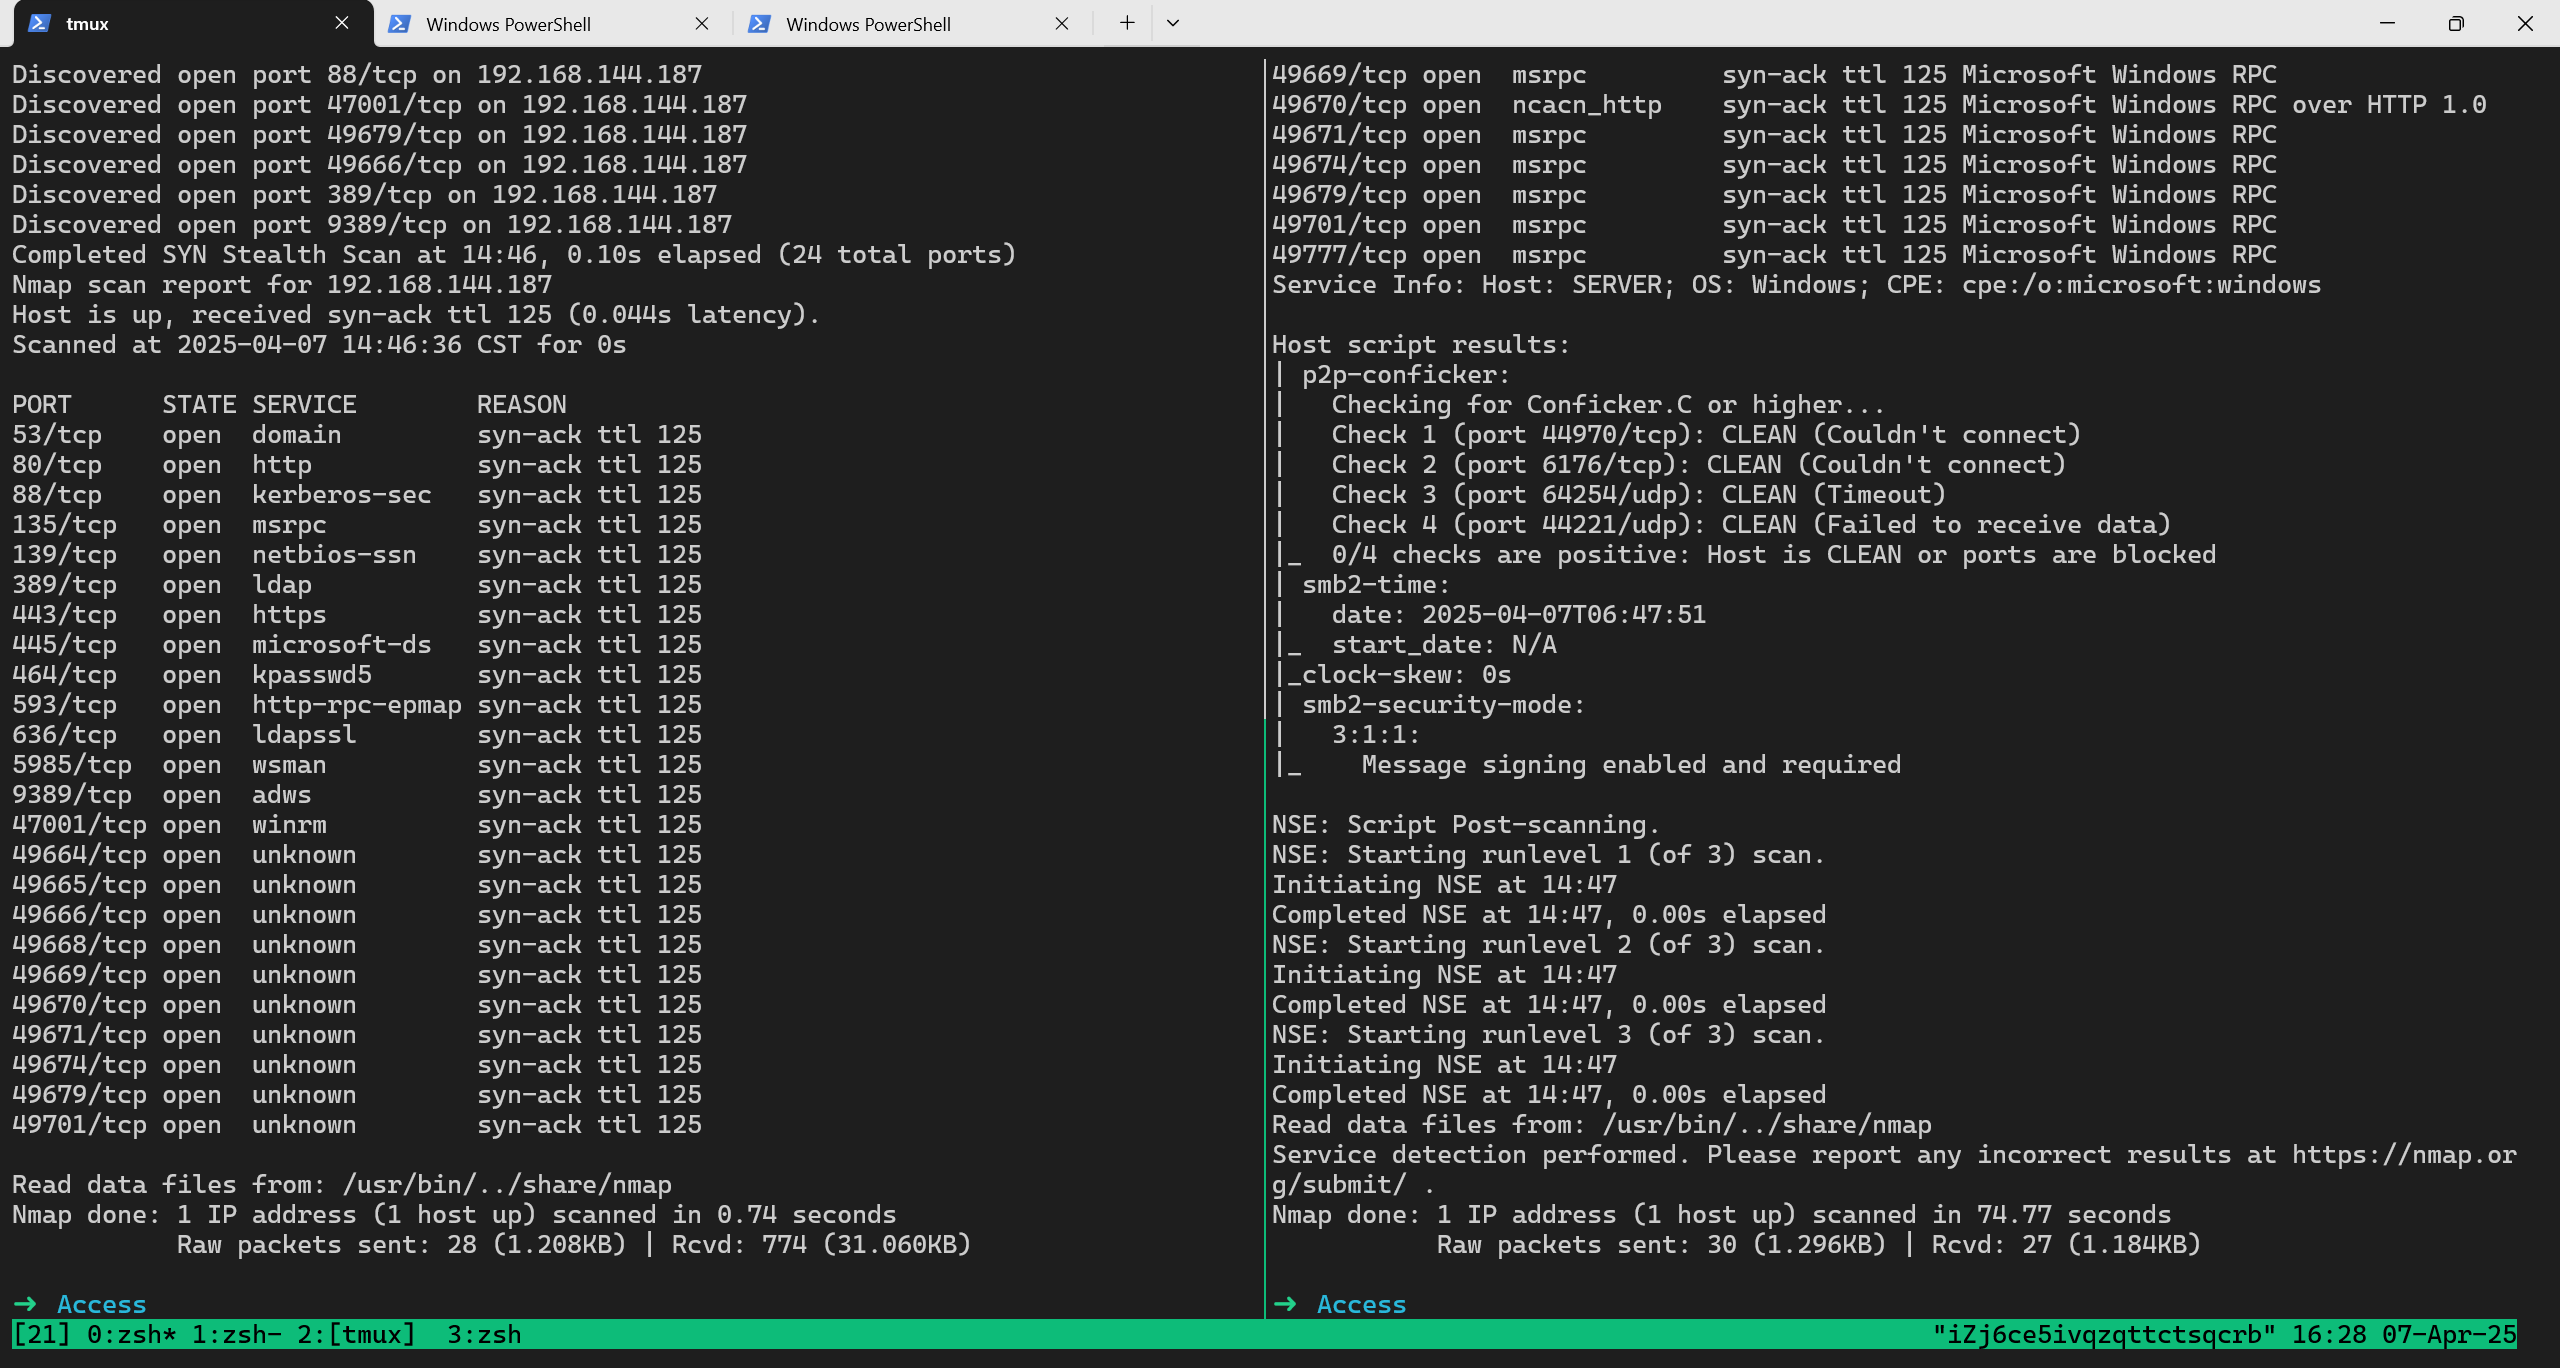 tmux
Windows PowerShell
Windows PowerShell
Discovered open port 88/tcp on 192.168.144.187
Discovered open port 47001/tcp on 192.168.144.187
Discovered open port 49679/tcp on 192.168.144.187
Discovered open port 49666/tcp on 192.168.144.187
Discovered open port 389/tcp on 192.168.144.187
Discovered open port 9389/tcp on 192.168.144.187
Completed SYN Stealth Scan at 14:46, 0.10s elapsed (24 total ports)
Nmap scan report for 192.168.144.187
Host is up, received syn-ack ttl 125 (0.044s latency).
Scanned at 2025-04-07 14:46:36 CST for 0s
PORT      STATE SERVICE        REASON
53/tcp    open  domain         syn-ack ttl 125
80/tcp    open  http           syn-ack ttl 125
88/tcp    open  kerberos-sec   syn-ack ttl 125
135/tcp   open  msrpc          syn-ack ttl 125
139/tcp   open  netbios-ssn    syn-ack ttl 125
389/tcp   open  ldap           syn-ack ttl 125
443/tcp   open  https          syn-ack ttl 125
445/tcp   open  microsoft-ds   syn-ack ttl 125
464/tcp   open  kpasswd5       syn-ack ttl 125
593/tcp   open  http-rpc-epmap syn-ack ttl 125
636/tcp   open  ldapssl        syn-ack ttl 125
5985/tcp  open  wsman          syn-ack ttl 125
9389/tcp  open  adws           syn-ack ttl 125
47001/tcp open  winrm          syn-ack ttl 125
49664/tcp open  unknown        syn-ack ttl 125
49665/tcp open  unknown        syn-ack ttl 125
49666/tcp open  unknown        syn-ack ttl 125
49668/tcp open  unknown        syn-ack ttl 125
49669/tcp open  unknown        syn-ack ttl 125
49670/tcp open  unknown        syn-ack ttl 125
49671/tcp open  unknown        syn-ack ttl 125
49674/tcp open  unknown        syn-ack ttl 125
49679/tcp open  unknown        syn-ack ttl 125
49701/tcp open  unknown        syn-ack ttl 125
Read data files from: /usr/bin/../share/nmap
Nmap done: 1 IP address (1 host up) scanned in 0.74 seconds
           Raw packets sent: 28 (1.208KB) | Rcvd: 774 (31.060KB)
➜  Access
49669/tcp open  msrpc         syn-ack ttl 125 Microsoft Windows RPC
49670/tcp open  ncacn_http    syn-ack ttl 125 Microsoft Windows RPC over HTTP 1.0
49671/tcp open  msrpc         syn-ack ttl 125 Microsoft Windows RPC
49674/tcp open  msrpc         syn-ack ttl 125 Microsoft Windows RPC
49679/tcp open  msrpc         syn-ack ttl 125 Microsoft Windows RPC
49701/tcp open  msrpc         syn-ack ttl 125 Microsoft Windows RPC
49777/tcp open  msrpc         syn-ack ttl 125 Microsoft Windows RPC
Service Info: Host: SERVER; OS: Windows; CPE: cpe:/o:microsoft:windows
Host script results:
| p2p-conficker:
|   Checking for Conficker.C or higher...
|   Check 1 (port 44970/tcp): CLEAN (Couldn't connect)
|   Check 2 (port 6176/tcp): CLEAN (Couldn't connect)
|   Check 3 (port 64254/udp): CLEAN (Timeout)
|   Check 4 (port 44221/udp): CLEAN (Failed to receive data)
|_  0/4 checks are positive: Host is CLEAN or ports are blocked
| smb2-time:
|   date: 2025-04-07T06:47:51
|_  start_date: N/A
|_clock-skew: 0s
| smb2-security-mode:
|   3:1:1:
|_    Message signing enabled and required
NSE: Script Post-scanning.
NSE: Starting runlevel 1 (of 3) scan.
Initiating NSE at 14:47
Completed NSE at 14:47, 0.00s elapsed
NSE: Starting runlevel 2 (of 3) scan.
Initiating NSE at 14:47
Completed NSE at 14:47, 0.00s elapsed
NSE: Starting runlevel 3 (of 3) scan.
Initiating NSE at 14:47
Completed NSE at 14:47, 0.00s elapsed
Read data files from: /usr/bin/../share/nmap
Service detection performed. Please report any incorrect results at https://nmap.or
g/submit/ .
Nmap done: 1 IP address (1 host up) scanned in 74.77 seconds
           Raw packets sent: 30 (1.296KB) | Rcvd: 27 (1.184KB)
➜  Access
[21] 0:zsh* 1:zsh- 2:[tmux]  3:zsh
"iZj6ce5ivqzqttctsqcrb" 16:28 07-Apr-25